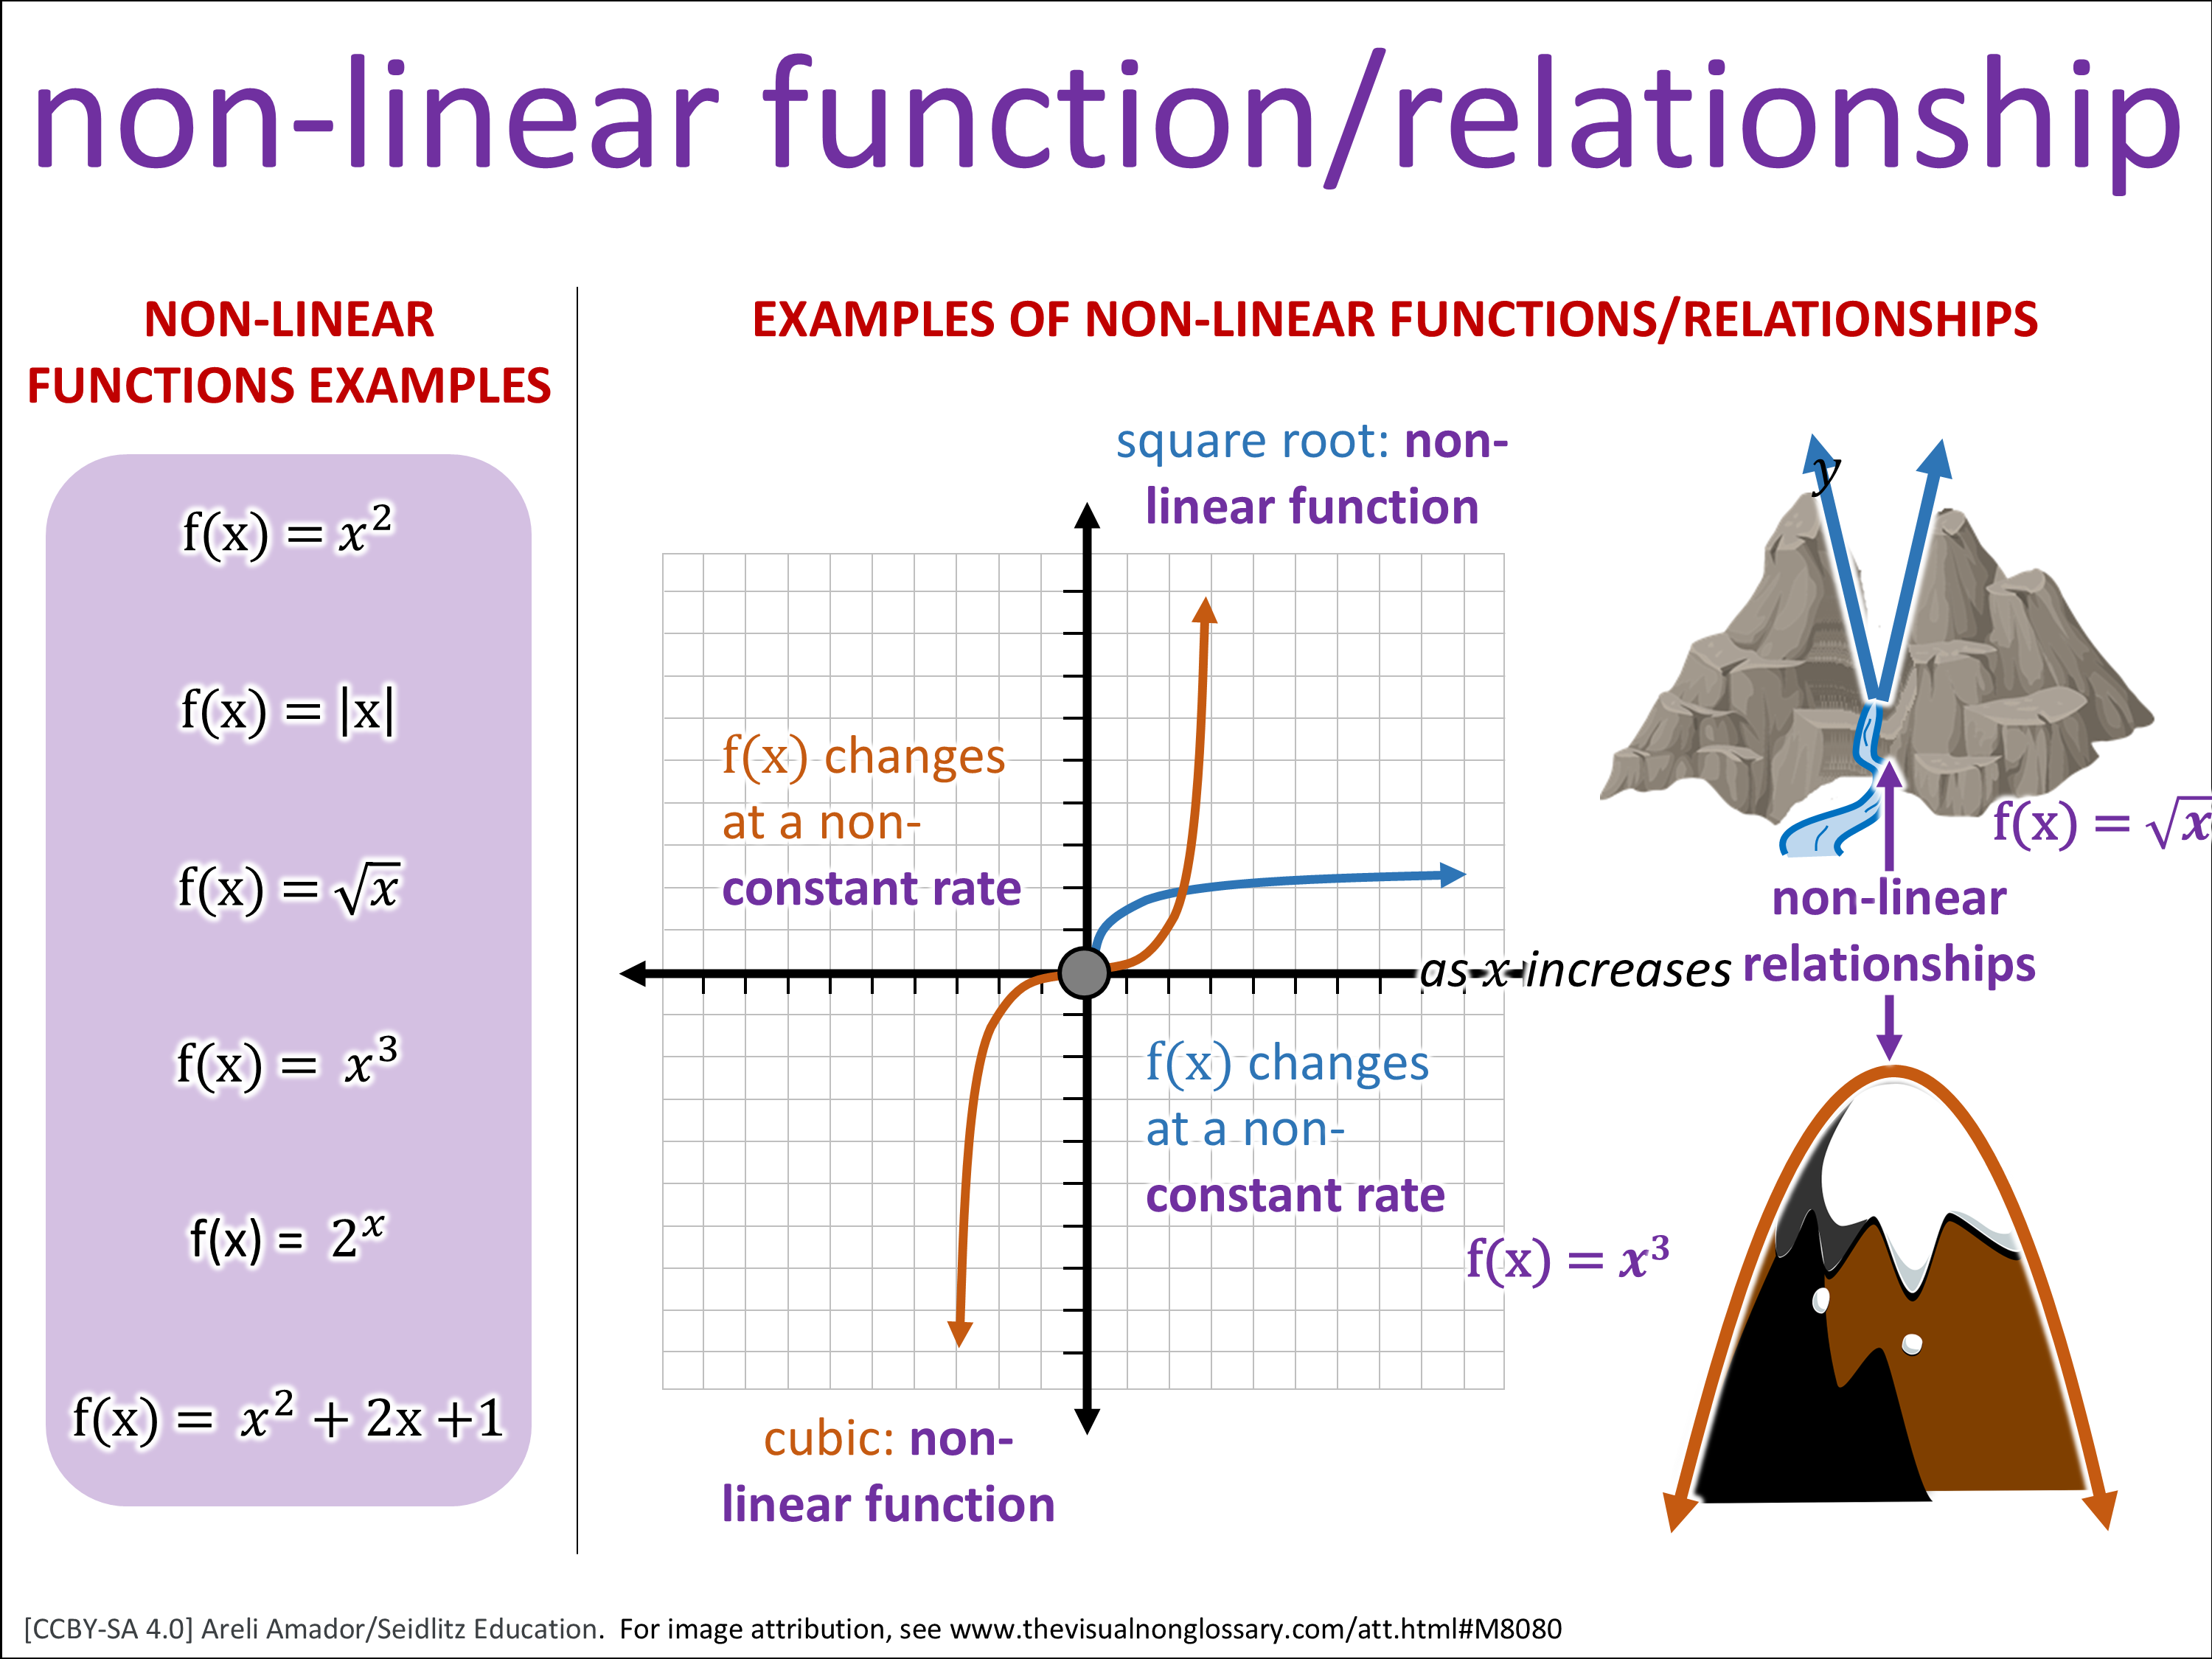 non-linear function/relationship
NON-LINEAR
FUNCTIONS EXAMPLES
f(x) = x²
f(x) = |x|
f(x) = √x
f(x) = x³
f(x) = 2ˣ
f(x) = x² + 2x +1
EXAMPLES OF NON-LINEAR FUNCTIONS/RELATIONSHIPS
square root: non-
linear function
y
f(x) changes
at a non-
constant rate
f(x) = √x
non-linear
relationships
as x increases
f(x) changes
at a non-
constant rate
f(x) = x³
cubic: non-
linear function
[CCBY-SA 4.0] Areli Amador/Seidlitz Education. For image attribution, see www.thevisualnonglossary.com/att.html#M8080